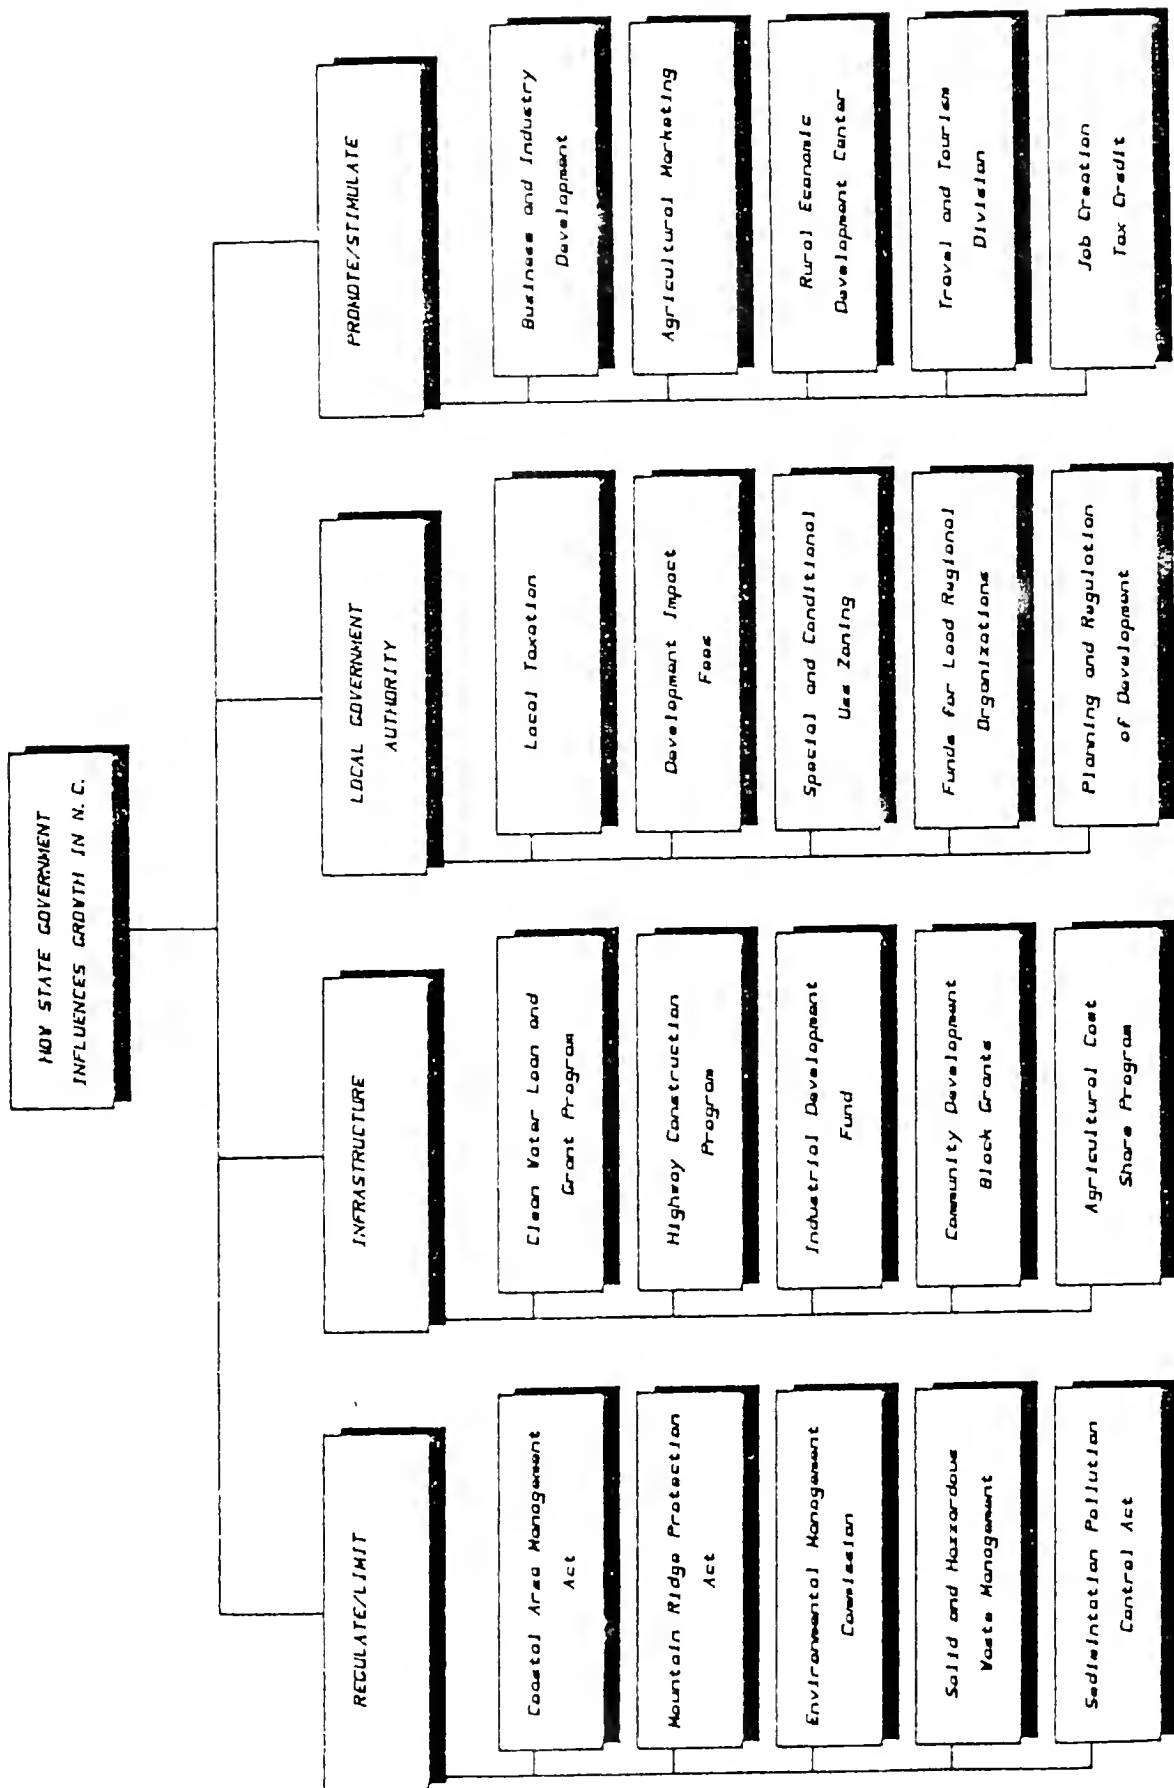 HOW STATE GOVERNMENT
INFLUENCES GROWTH IN N. C.
REGULATE/LIMIT
Coastal Area Management
Act
Mountain Ridge Protection
Act
Environmental Management
Commission
Solid and Hazzardous
Waste Management
Sedieintation Pollution
Control Act
INFRASTRUCTURE
Clean Water Loan and
Grant Program
Highway Construction
Program
Industrial Development
Fund
Community Development
Block Grants
Agricultural Cost
Share Program
LOCAL GOVERNMENT
AUTHORITY
Local Taxation
Development Impact
Fees
Special and Conditional
Use Zoning
Funds for Lead Regional
Organizations
Planning and Regulation
of Development
PROMOTE/STIMULATE
Business and Industry
Development
Agricultural Marketing
Rural Economic
Development Center
Travel and Tourism
Division
Job Creation
Tax Credit